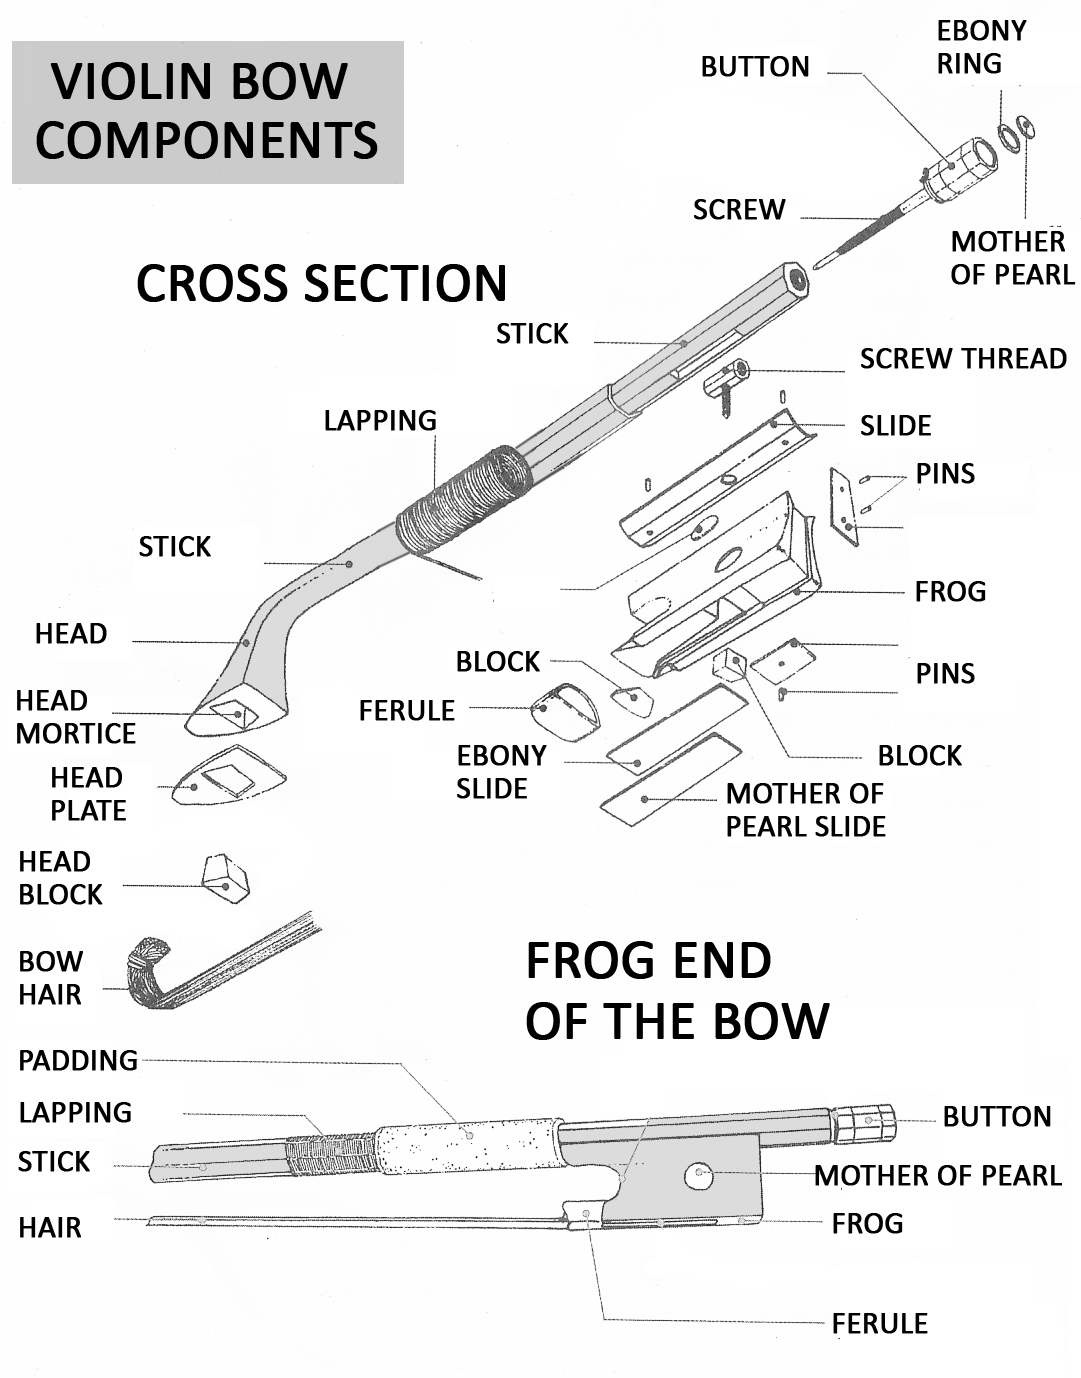 VIOLIN BOW
COMPONENTS
EBONY
RING
BUTTON
SCREW
MOTHER
OF PEARL
CROSS SECTION
STICK
SCREW THREAD
LAPPING
SLIDE
PINS
STICK
FROG
HEAD
BLOCK
PINS
HEAD
MORTICE
FERULE
EBONY
SLIDE
BLOCK
HEAD
PLATE
MOTHER OF
PEARL SLIDE
HEAD
BLOCK
BOW
HAIR
FROG END
OF THE BOW
PADDING
LAPPING
BUTTON
STICK
MOTHER OF PEARL
HAIR
FROG
FERULE